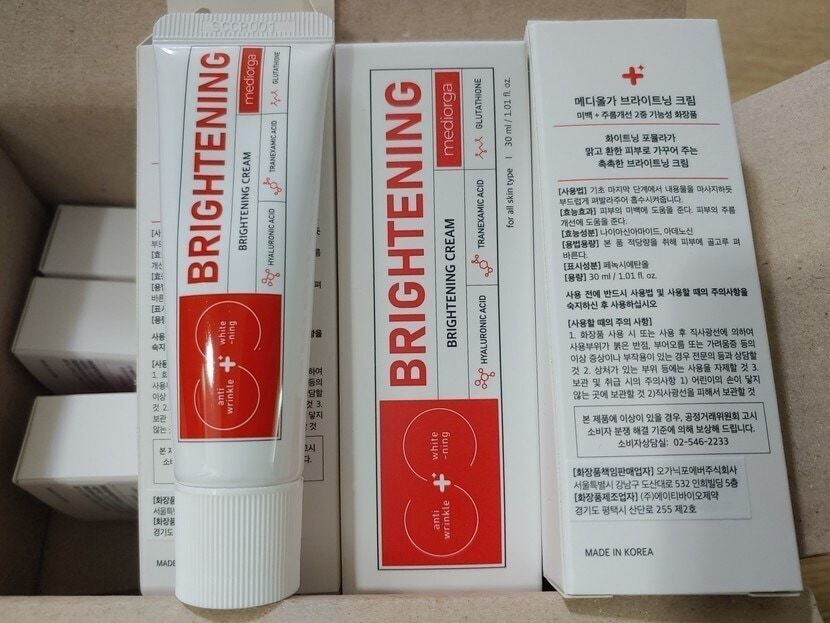 SCCP001
BRIGHTENING
BRIGHTENING CREAM
mediorga
HYALURONIC ACID
TRANEXAMIC ACID
GLUTATHIONE
anti
wrinkle
white
-ning
BRIGHTENING
BRIGHTENING CREAM
mediorga
HYALURONIC ACID
TRANEXAMIC ACID
GLUTATHIONE
for all skin type | 30 ml / 1.01 fl. oz.
anti
wrinkle
white
-ning
메디올가 브라이트닝 크림
미백 + 주름개선 2중 기능성 화장품
화이트닝 포뮬라가
맑고 환한 피부로 가꾸어 주는
촉촉한 브라이트닝 크림
[사용법] 기초 마지막 단계에서 내용물을 마사지하듯
부드럽게 펴발라주어 흡수시켜줍니다.
[효능효과] 피부의 미백에 도움을 준다. 피부의 주름
개선에 도움을 준다.
[효능성분] 나이아신아마이드, 아데노신
[용법용량] 본 품 적당량을 취해 피부에 골고루 펴
바른다.
[표시성분] 페녹시에탄올
[용량] 30 ml / 1.01 fl. oz.
사용 전에 반드시 사용법 및 사용할 때의 주의사항을
숙지하신 후 사용하십시오
[사용할 때의 주의 사항]
1. 화장품 사용 시 또는 사용 후 직사광선에 의하여
사용부위가 붉은 반점, 부어오름 또는 가려움증 등의
이상 증상이나 부작용이 있는 경우 전문의 등과 상담할
것 2. 상처가 있는 부위 등에는 사용을 자제할 것 3.
보관 및 취급 시의 주의사항 1) 어린이의 손이 닿지
않는 곳에 보관할 것 2)직사광선을 피해서 보관할 것
본 제품에 이상이 있을 경우, 공정거래위원회 고시
소비자 분쟁 해결 기준에 의해 보상해 드립니다.
소비자상담실: 02-546-2233
[화장품책임판매업자] 오가닉포에버주식회사
서울특별시 강남구 도산대로 532 인희빌딩 5층
[화장품제조업자] (주)에이티바이오제약
경기도 평택시 산단로 255 제2호
MADE IN KOREA